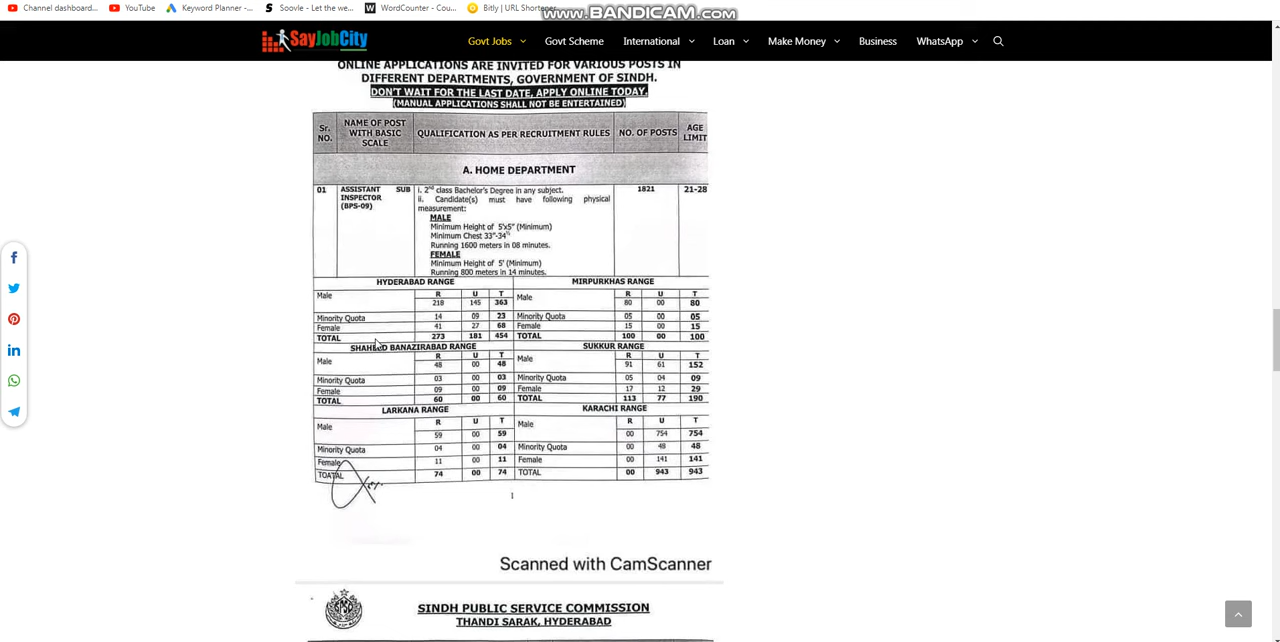 Channel dashboard... YouTube Keyword Planner -... Soovle - Let the we... WordCounter - Cou... Bitly | URL Shortener
www.BANDICAM.com
SayJobCity Govt Jobs Govt Scheme International Loan Make Money Business WhatsApp
ONLINE APPLICATIONS ARE INVITED FOR VARIOUS POSTS IN
DIFFERENT DEPARTMENTS, GOVERNMENT OF SINDH.
DON'T WAIT FOR THE LAST DATE, APPLY ONLINE TODAY.
(MANUAL APPLICATIONS SHALL NOT BE ENTERTAINED)
Sr. NO. NAME OF POST WITH BASIC SCALE QUALIFICATION AS PER RECRUITMENT RULES NO. OF POSTS AGE LIMIT
A. HOME DEPARTMENT
01 ASSISTANT SUB INSPECTOR (BPS-09) i. 2nd class Bachelor's Degree in any subject. 1821 21-28
ii. Candidate(s) must have following physical
measurement:
MALE
Minimum Height of 5'x5" (Minimum)
Minimum Chest 33"-34½
Running 1600 meters in 08 minutes.
FEMALE
Minimum Height of 5' (Minimum)
Running 800 meters in 14 minutes.
HYDERABAD RANGE MIRPURKHAS RANGE
Male R U T Male R U T
218 145 363 80 00 80
Minority Quota 14 09 23 Minority Quota 05 00 05
Female 41 27 68 Female 15 00 15
TOTAL 273 181 454 TOTAL 100 00 100
SHAHEED BANAZIRABAD RANGE SUKKUR RANGE
Male R U T Male R U T
48 00 48 91 61 152
Minority Quota 03 00 03 Minority Quota 05 04 09
Female 09 00 09 Female 17 12 29
TOTAL 60 00 60 TOTAL 113 77 190
LARKANA RANGE KARACHI RANGE
Male R U T Male R U T
59 00 59 00 754 754
Minority Quota 04 00 04 Minority Quota 00 48 48
Female 11 00 11 Female 00 141 141
TOATAL 74 00 74 TOTAL 00 943 943
1
Scanned with CamScanner
SINDH PUBLIC SERVICE COMMISSION
THANDI SARAK, HYDERABAD